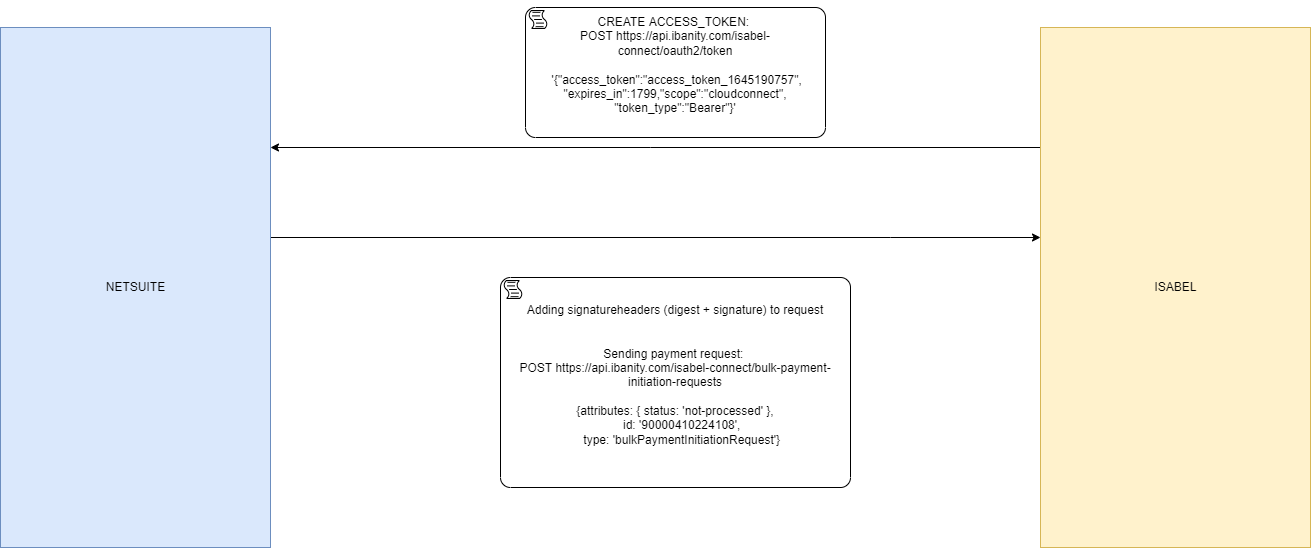 CREATE ACCESS_TOKEN:
POST https://api.ibanity.com/isabel-
connect/oauth2/token
'{"access_token":"access_token_1645190757",
"expires_in":1799,"scope":"cloudconnect",
"token_type":"Bearer"}'
NETSUITE
ISABEL
Adding signatureheaders (digest + signature) to request
Sending payment request:
POST https://api.ibanity.com/isabel-connect/bulk-payment-
initiation-requests
{attributes: { status: 'not-processed' },
id: '90000410224108',
type: 'bulkPaymentInitiationRequest'}